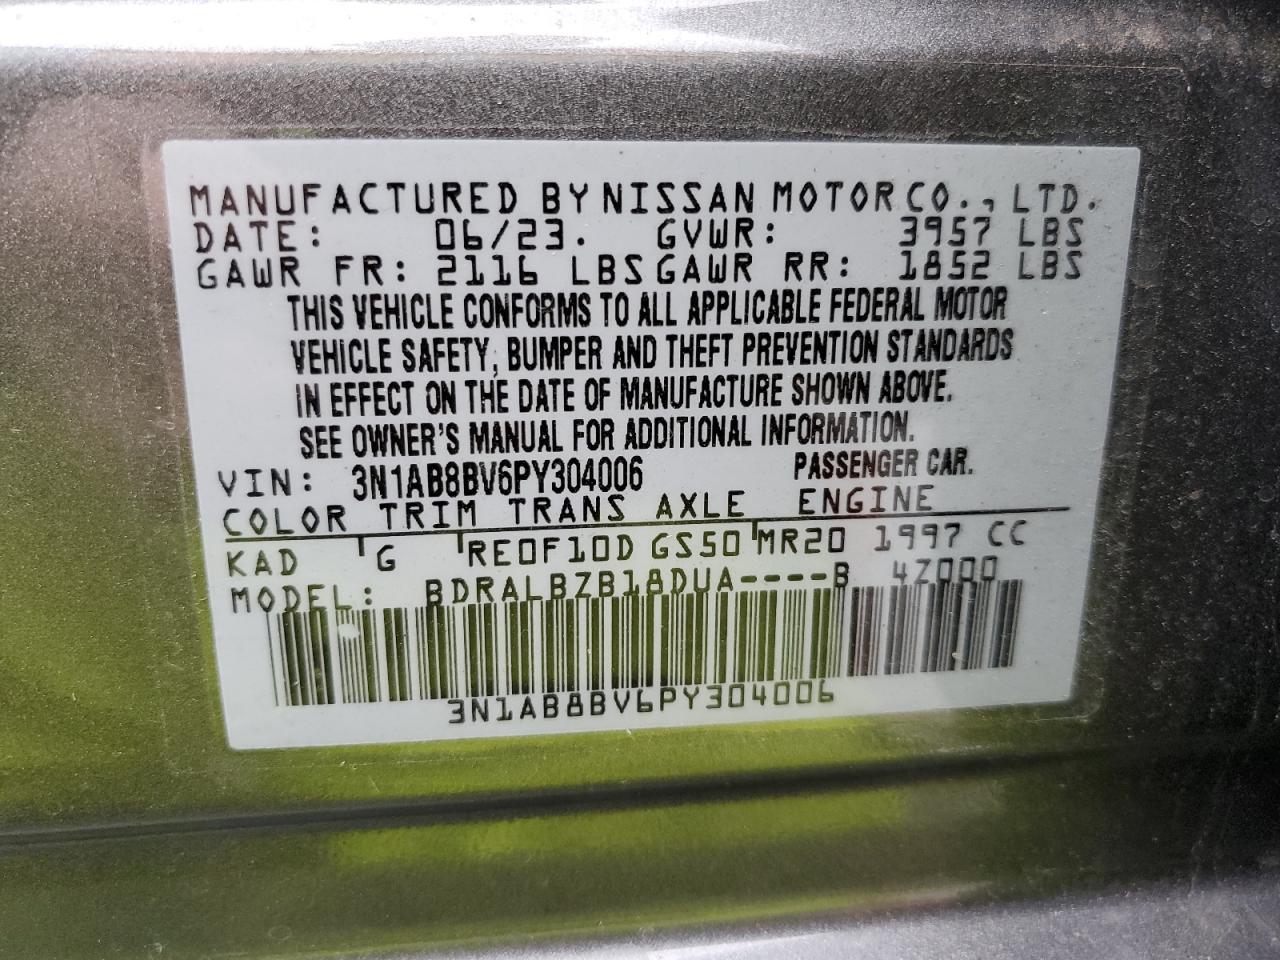 MANUFACTURED BY NISSAN MOTOR CO., LTD.
DATE: 06/23. GVWR: 3957 LBS
GAWR FR: 2116 LBS GAWR RR: 1852 LBS
THIS VEHICLE CONFORMS TO ALL APPLICABLE FEDERAL MOTOR
VEHICLE SAFETY, BUMPER AND THEFT PREVENTION STANDARDS
IN EFFECT ON THE DATE OF MANUFACTURE SHOWN ABOVE.
SEE OWNER'S MANUAL FOR ADDITIONAL INFORMATION.
VIN: 3N1AB8BV6PY304006 PASSENGER CAR.
COLOR TRIM TRANS AXLE ENGINE
KAD G RE0F10D GS50 MR20 1997 CC
MODEL: BDRALBZB18DUA----B 4Z000
3N1AB8BV6PY304006